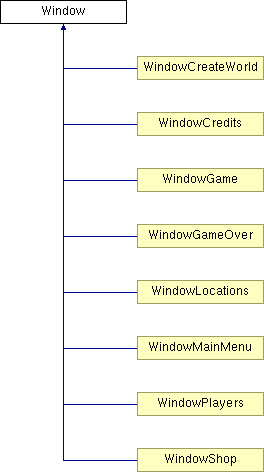 Window
WindowCreateWorld
WindowCredits
WindowGame
WindowGameOver
WindowLocations
WindowMainMenu
WindowPlayers
WindowShop